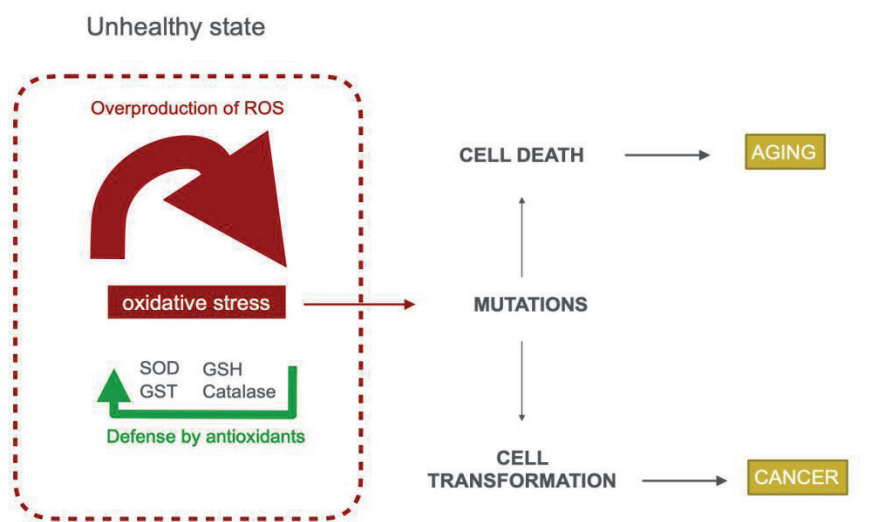 Unhealthy state
Overproduction of ROS
oxidative stress
SOD GSH
GST Catalase
Defense by antioxidants
CELL DEATH
AGING
MUTATIONS
CELL
TRANSFORMATION
CANCER